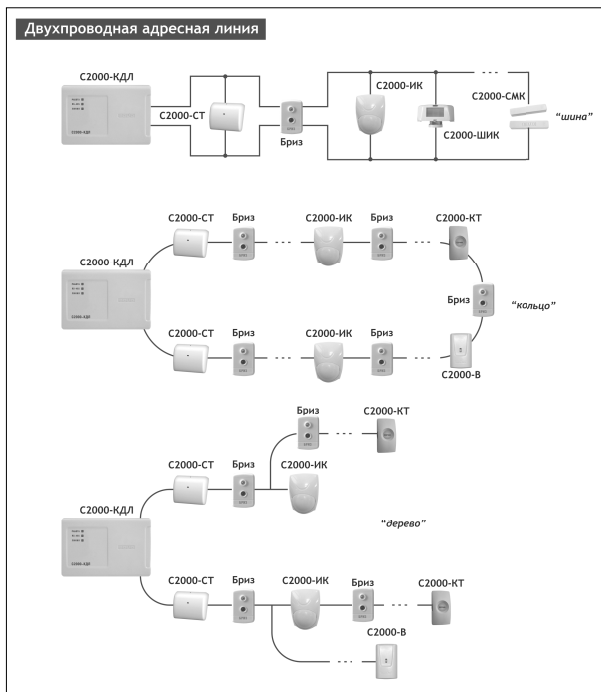 Двухпроводная адресная линия
С2000-КДЛ
С2000-СТ
Бриз
С2000-ИК
С2000-ШИК
С2000-СМК
“шина”
С2000-СТ
Бриз
С2000-ИК
Бриз
С2000-КТ
С2000 КДЛ
Бриз
“кольцо”
С2000-СТ
Бриз
С2000-ИК
Бриз
С2000-В
Бриз
С2000-КТ
С2000-СТ
Бриз
С2000-ИК
С2000-КДЛ
“дерево”
С2000-СТ
Бриз
С2000-ИК
Бриз
С2000-КТ
С2000-В